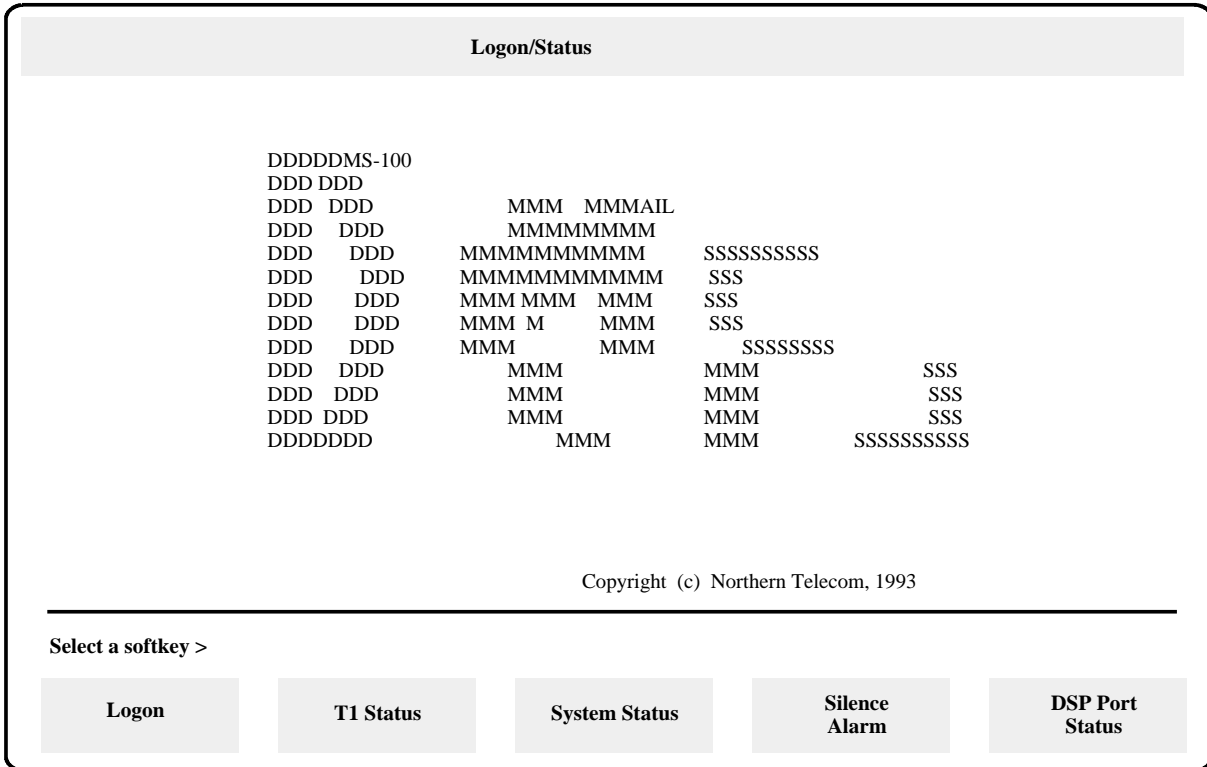 Logon/Status
DDDDDMS-100
DDD DDD
DDD   DDD                         MMM    MMMAIL
DDD     DDD                       MMMMMMMM
DDD       DDD            MMMMMMMMMM           SSSSSSSSSS
DDD         DDD          MMMMMMMMMMM         SSS
DDD        DDD           MMM MMM    MMM         SSS
DDD        DDD           MMM  M          MMM          SSS
DDD       DDD            MMM               MMM                SSSSSSSS
DDD     DDD                       MMM                          MMM                               SSS
DDD    DDD                        MMM                          MMM                                SSS
DDD  DDD                          MMM                          MMM                                SSS
DDDDDDD                                  MMM                 MMM                 SSSSSSSSSS
Copyright (c) Northern Telecom, 1993
Select a softkey >
Logon
T1 Status
System Status
Silence
Alarm
DSP Port
Status